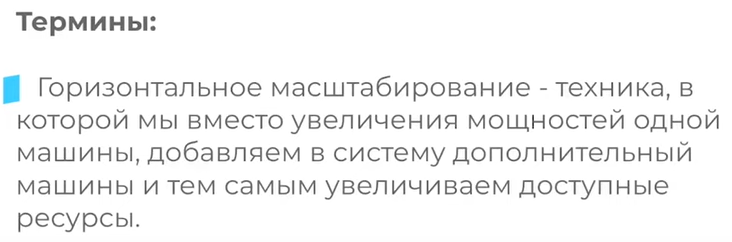 Термины:
Горизонтальное масштабирование - техника, в
которой мы вместо увеличения мощностей одной
машины, добавляем в систему дополнительный
машины и тем самым увеличиваем доступные
ресурсы.